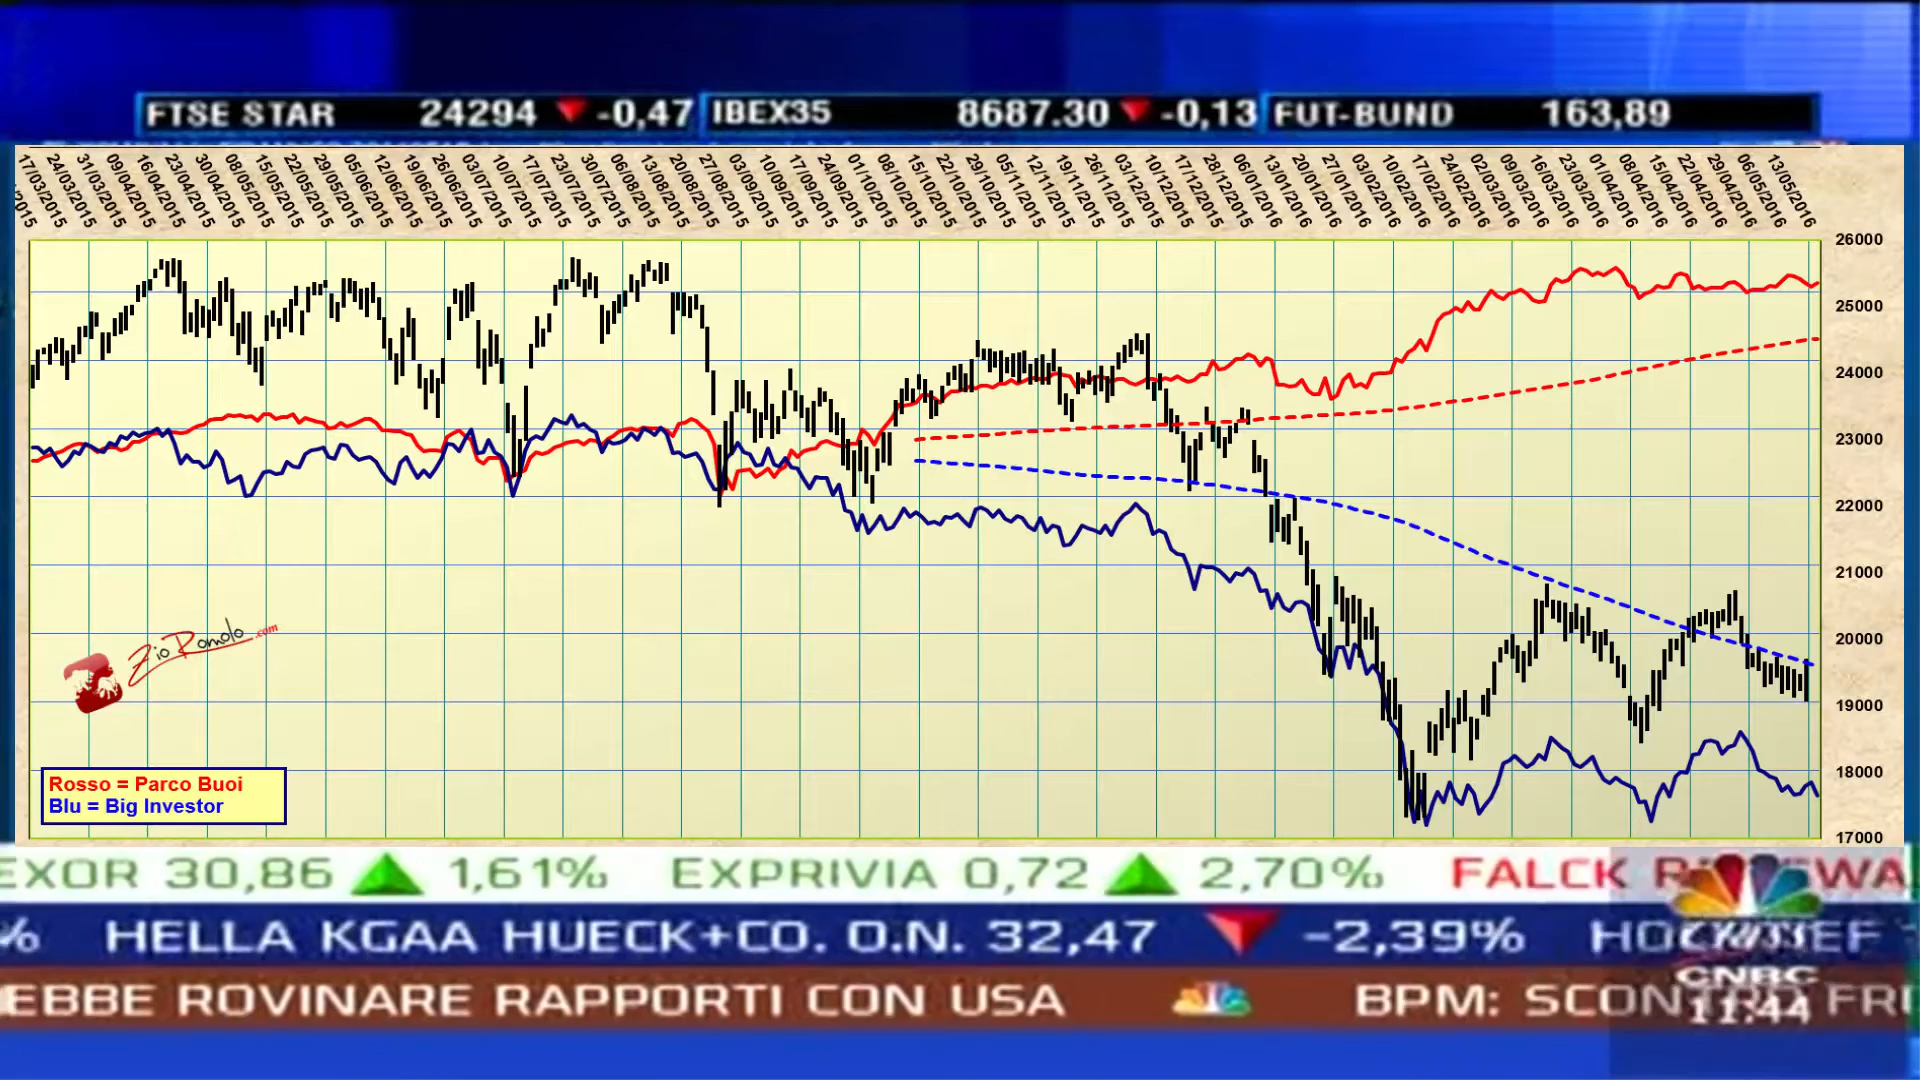 FTSE STAR 24294 -0,47 IBEX35 8687.30 -0,13 FUT-BUND 163,89
17/03/2015 24/03/2015 31/03/2015 09/04/2015 16/04/2015 23/04/2015 30/04/2015 08/05/2015 15/05/2015 22/05/2015 29/05/2015 05/06/2015 12/06/2015 19/06/2015 26/06/2015 03/07/2015 10/07/2015 17/07/2015 23/07/2015 30/07/2015 06/08/2015 13/08/2015 20/08/2015 27/08/2015 03/09/2015 10/09/2015 17/09/2015 24/09/2015 01/10/2015 08/10/2015 15/10/2015 22/10/2015 29/10/2015 05/11/2015 12/11/2015 19/11/2015 26/11/2015 03/12/2015 10/12/2015 17/12/2015 28/12/2015 06/01/2016 13/01/2016 20/01/2016 27/01/2016 03/02/2016 10/02/2016 17/02/2016 24/02/2016 02/03/2016 09/03/2016 16/03/2016 23/03/2016 01/04/2016 08/04/2016 15/04/2016 22/04/2016 29/04/2016 06/05/2016 13/05/2016
26000
25000
24000
23000
22000
21000
20000
19000
18000
17000
ZioRomolo.com
Rosso = Parco Buoi
Blu = Big Investor
EXOR 30,86 1,61% EXPRIVIA 0,72 2,70% FALCK
% HELLA KGAA HUECK+CO. O.N. 32,47 -2,39%
EBBE ROVINARE RAPPORTI CON USA BPM:
CNBC
11:44